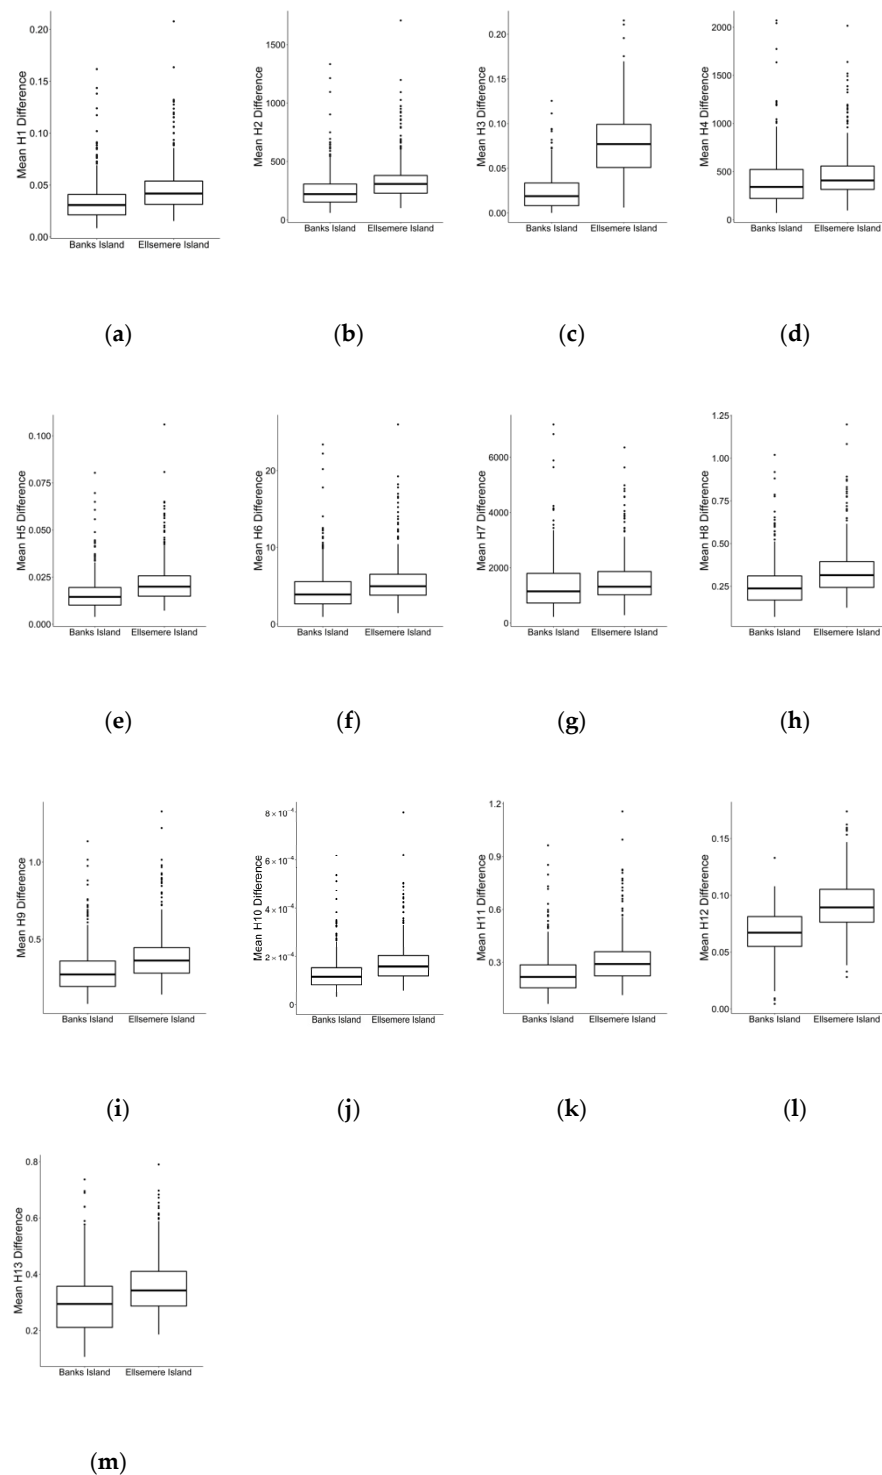 0.20
0.15
0.10
0.05
0.00
Mean H1 Difference
Banks Island Ellsemere Island
(a)
1500
1000
500
0
Mean H2 Difference
Banks Island Ellsemere Island
(b)
0.20
0.15
0.10
0.05
0.00
Mean H3 Difference
Banks Island Ellsemere Island
(c)
2000
1500
1000
500
0
Mean H4 Difference
Banks Island Ellsemere Island
(d)
0.100
0.075
0.050
0.025
0.000
Mean H5 Difference
Banks Island Ellsemere Island
(e)
20
10
0
Mean H6 Difference
Banks Island Ellsemere Island
(f)
6000
4000
2000
0
Mean H7 Difference
Banks Island Ellsemere Island
(g)
1.25
1.00
0.75
0.50
0.25
Mean H8 Difference
Banks Island Ellsemere Island
(h)
1.0
0.5
Mean H9 Difference
Banks Island Ellsemere Island
(i)
8 × 10⁻⁴
6 × 10⁻⁴
4 × 10⁻⁴
2 × 10⁻⁴
0
Mean H10 Difference
Banks Island Ellsemere Island
(j)
1.2
0.9
0.6
0.3
Mean H11 Difference
Banks Island Ellsemere Island
(k)
0.15
0.10
0.05
0.00
Mean H12 Difference
Banks Island Ellsemere Island
(l)
0.8
0.6
0.4
0.2
Mean H13 Difference
Banks Island Ellsemere Island
(m)